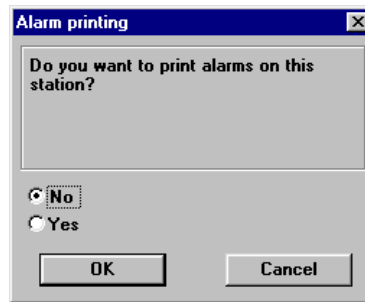 Alarm printing
Do you want to print alarms on this
station?
No
Yes
OK
Cancel